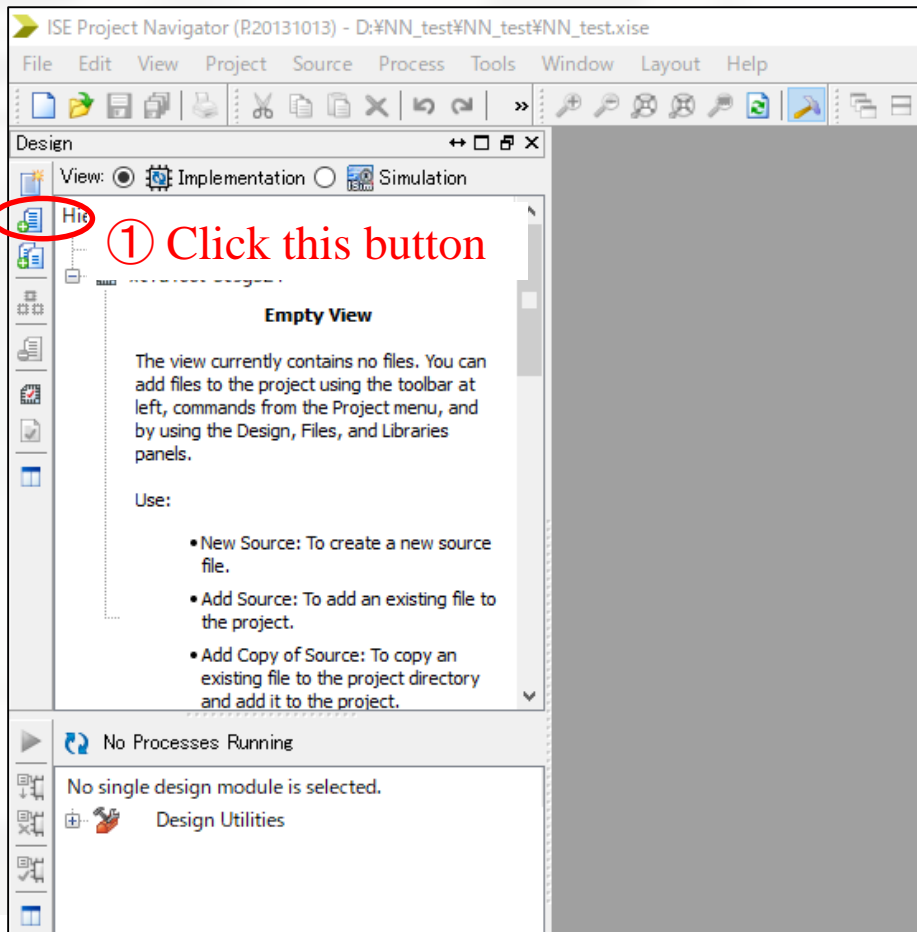 ISE Project Navigator (P.20131013) - D:¥NN_test¥NN_test¥NN_test.xise
File Edit View Project Source Process Tools Window Layout Help
»
Design
View: Implementation Simulation
① Click this button
Empty View
The view currently contains no files. You can
add files to the project using the toolbar at
left, commands from the Project menu, and
by using the Design, Files, and Libraries
panels.
Use:
•New Source: To create a new source
file.
•Add Source: To add an existing file to
the project.
•Add Copy of Source: To copy an
existing file to the project directory
and add it to the project.
No Processes Running
No single design module is selected.
Design Utilities